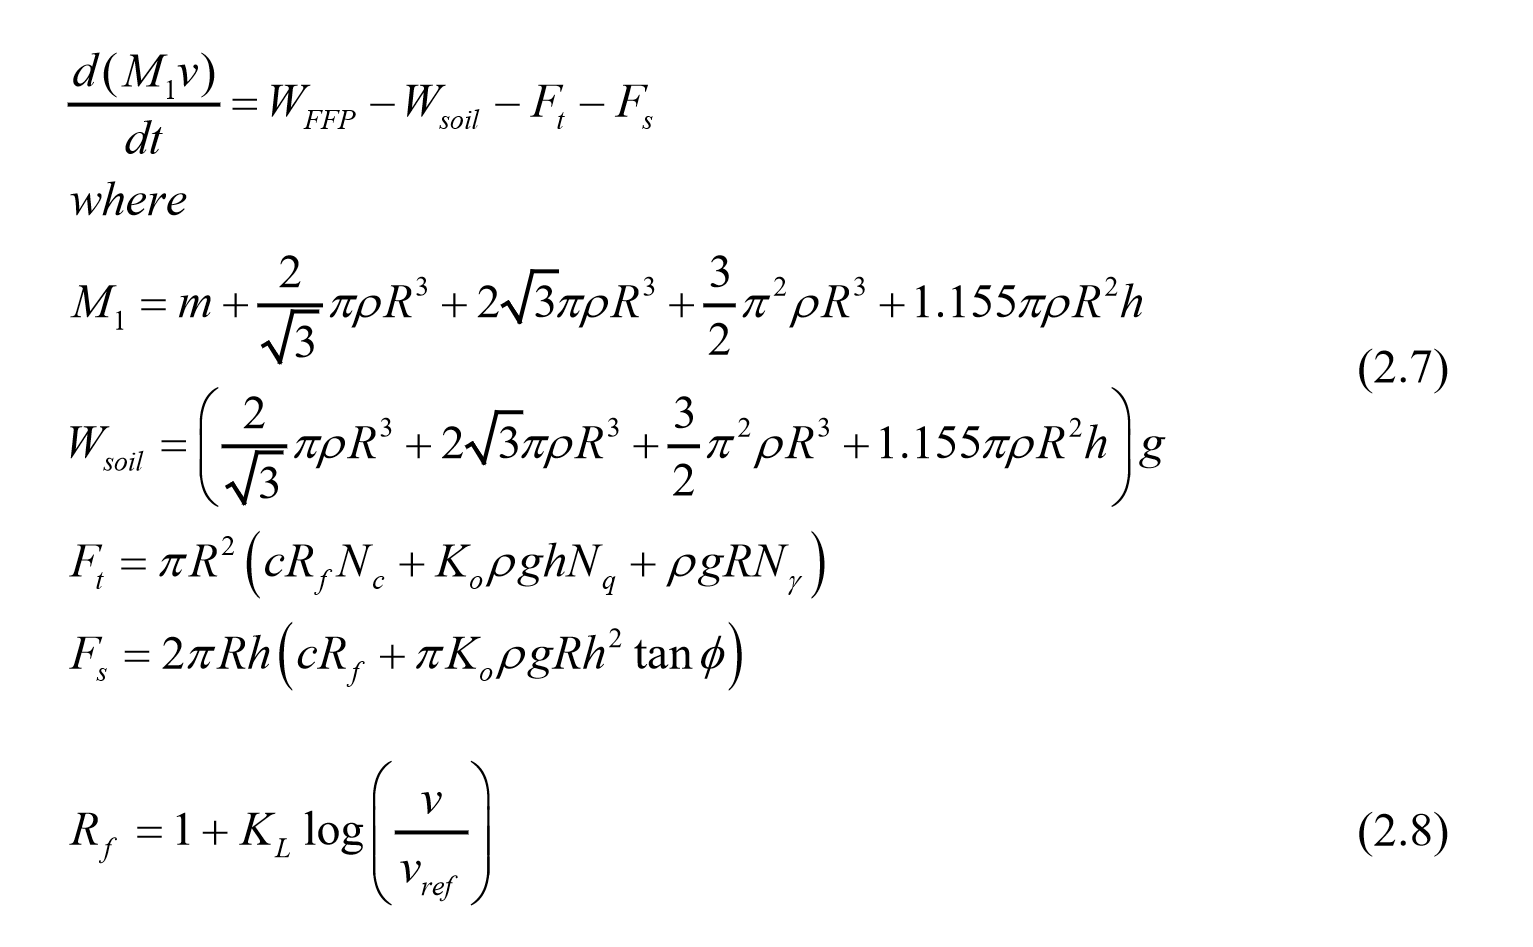 d(M₁v)/dt = W_FFP − W_soil − F_t − F_s
where
M₁ = m + 2/√3 πρR³ + 2√3πρR³ + 3/2 π²ρR³ + 1.155πρR²h
(2.7)
W_soil = (2/√3 πρR³ + 2√3πρR³ + 3/2 π²ρR³ + 1.155πρR²h) g
F_t = πR² (cR_f N_c + K_o ρghN_q + ρgRN_γ)
F_s = 2πRh (cR_f + πK_o ρgRh² tan ϕ)
R_f = 1 + K_L log (v/v_ref) (2.8)